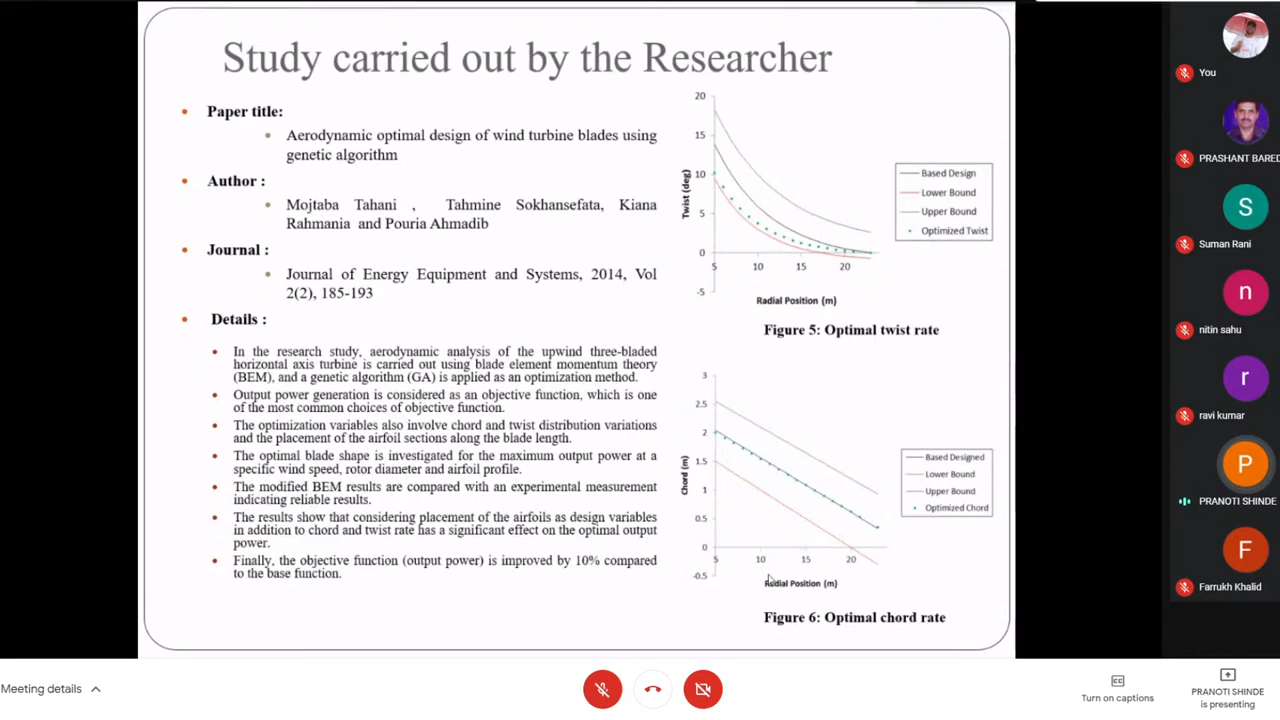 Study carried out by the Researcher
• Paper title:
• Aerodynamic optimal design of wind turbine blades using
genetic algorithm
• Author :
• Mojtaba Tahani , Tahmine Sokhansefata, Kiana
Rahmania and Pouria Ahmadib
• Journal :
• Journal of Energy Equipment and Systems, 2014, Vol
2(2), 185-193
• Details :
• In the research study, aerodynamic analysis of the upwind three-bladed
horizontal axis turbine is carried out using blade element momentum theory
(BEM), and a genetic algorithm (GA) is applied as an optimization method.
• Output power generation is considered as an objective function, which is one
of the most common choices of objective function.
• The optimization variables also involve chord and twist distribution variations
and the placement of the airfoil sections along the blade length.
• The optimal blade shape is investigated for the maximum output power at a
specific wind speed, rotor diameter and airfoil profile.
• The modified BEM results are compared with an experimental measurement
indicating reliable results.
• The results show that considering placement of the airfoils as design variables
in addition to chord and twist rate has a significant effect on the optimal output
power.
• Finally, the objective function (output power) is improved by 10% compared
to the base function.
20
15
10
5
0
-5
Twist (deg)
5 10 15 20
Radial Position (m)
Based Design
Lower Bound
Upper Bound
Optimized Twist
Figure 5: Optimal twist rate
3
2.5
2
1.5
1
0.5
0
-0.5
Chord (m)
5 10 15 20
Radial Position (m)
Based Designed
Lower Bound
Upper Bound
Optimized Chord
Figure 6: Optimal chord rate
You
PRASHANT BARED
S
Suman Rani
n
nitin sahu
r
ravi kumar
P
PRANOTI SHINDE
F
Farrukh Khalid
Meeting details
CC
Turn on captions
PRANOTI SHINDE
is presenting